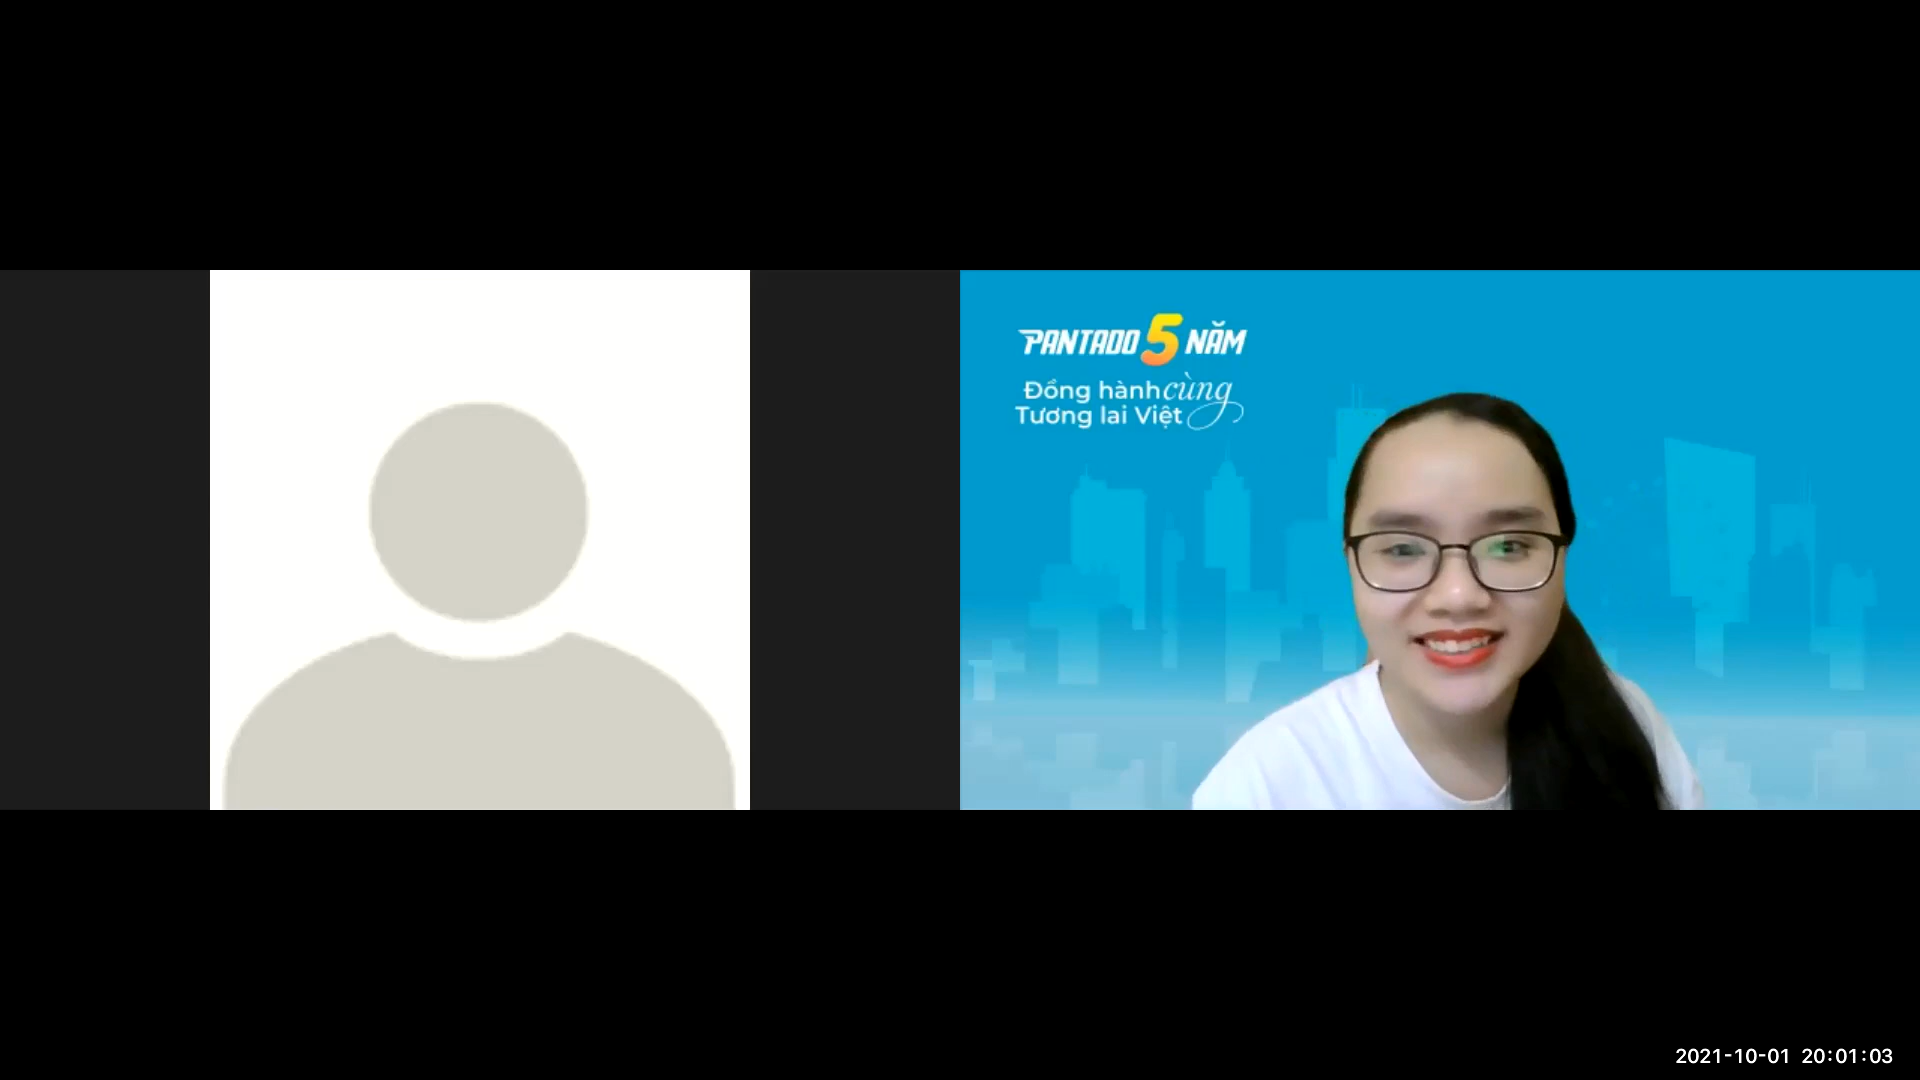 PANTADO 5 NĂM
Đồng hành cùng
Tương lai Việt
2021-10-01 20:01:03